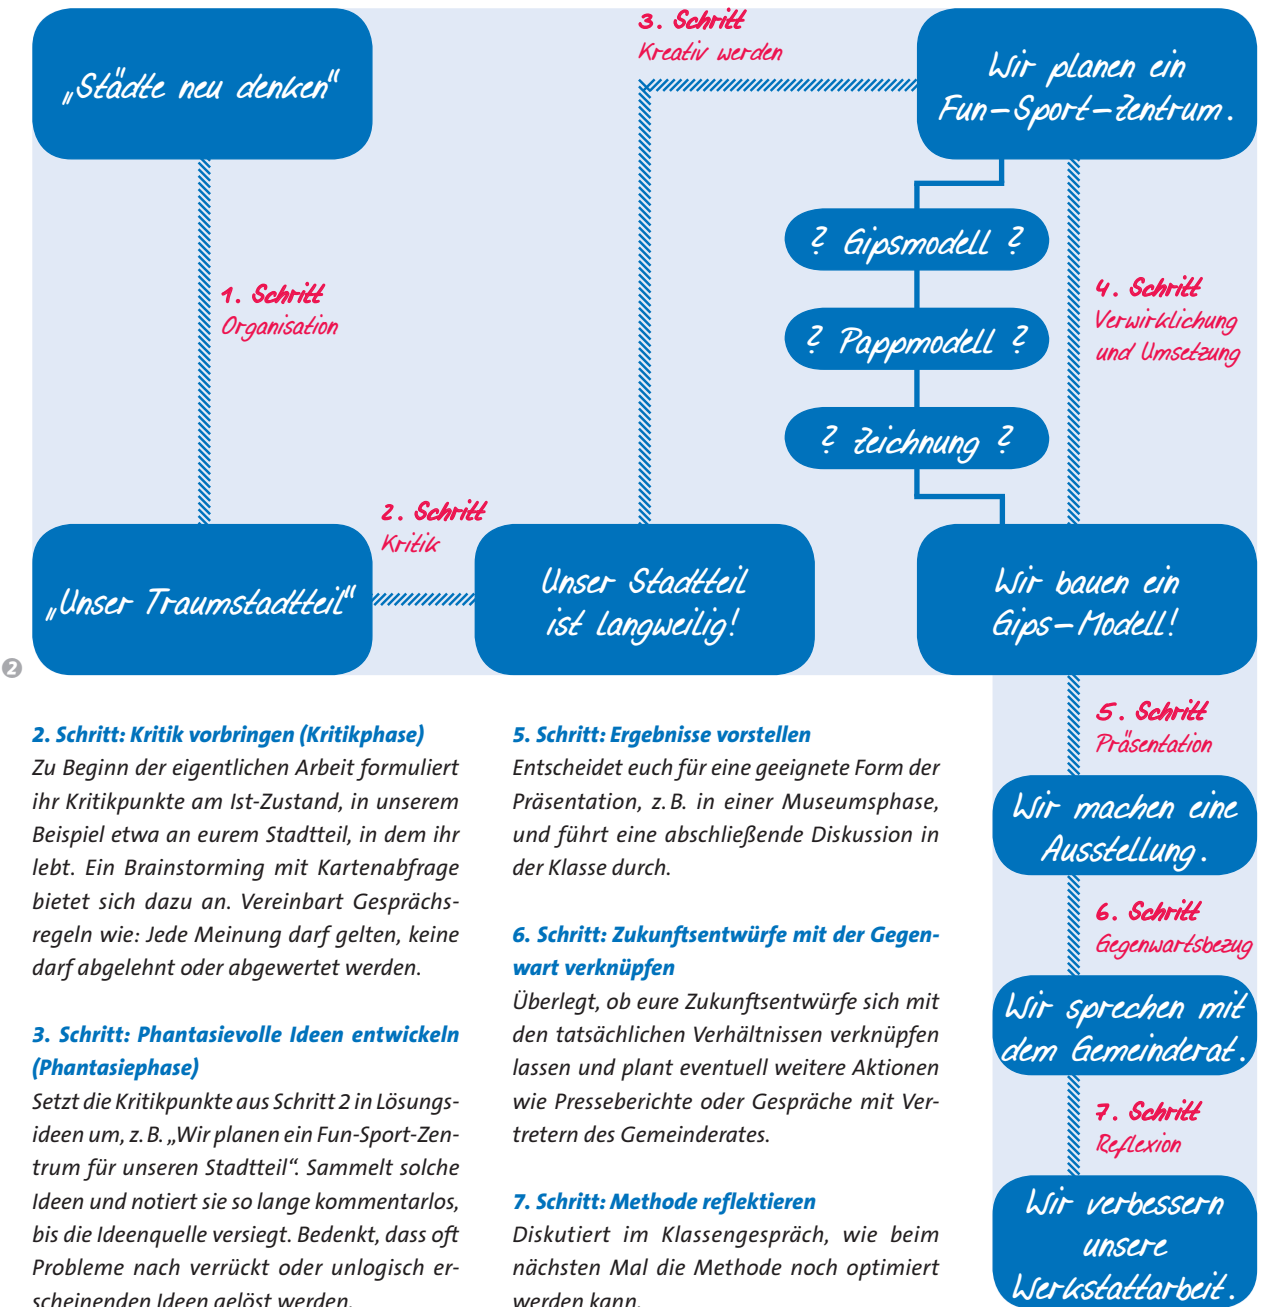 „Städte neu denken“
1. Schritt
Organisation
„Unser Traumstadtteil“
2. Schritt
Kritik
Unser Stadtteil
ist langweilig!
3. Schritt
Kreativ werden
Wir planen ein
Fun–Sport–Zentrum.
? Gipsmodell ?
? Pappmodell ?
? Zeichnung ?
4. Schritt
Verwirklichung
und Umsetzung
Wir bauen ein
Gips–Modell!
5. Schritt
Präsentation
Wir machen eine
Ausstellung.
6. Schritt
Gegenwartsbezug
Wir sprechen mit
dem Gemeinderat.
7. Schritt
Reflexion
Wir verbessern
unsere
Werkstattarbeit.
2
2. Schritt: Kritik vorbringen (Kritikphase)
Zu Beginn der eigentlichen Arbeit formuliert
ihr Kritikpunkte am Ist-Zustand, in unserem
Beispiel etwa an eurem Stadtteil, in dem ihr
lebt. Ein Brainstorming mit Kartenabfrage
bietet sich dazu an. Vereinbart Gesprächs-
regeln wie: Jede Meinung darf gelten, keine
darf abgelehnt oder abgewertet werden.
3. Schritt: Phantasievolle Ideen entwickeln
(Phantasiephase)
Setzt die Kritikpunkte aus Schritt 2 in Lösungs-
ideen um, z. B. „Wir planen ein Fun-Sport-Zen-
trum für unseren Stadtteil“. Sammelt solche
Ideen und notiert sie so lange kommentarlos,
bis die Ideenquelle versiegt. Bedenkt, dass oft
Probleme nach verrückt oder unlogisch er-
scheinenden Ideen gelöst werden.
5. Schritt: Ergebnisse vorstellen
Entscheidet euch für eine geeignete Form der
Präsentation, z. B. in einer Museumsphase,
und führt eine abschließende Diskussion in
der Klasse durch.
6. Schritt: Zukunftsentwürfe mit der Gegen-
wart verknüpfen
Überlegt, ob eure Zukunftsentwürfe sich mit
den tatsächlichen Verhältnissen verknüpfen
lassen und plant eventuell weitere Aktionen
wie Presseberichte oder Gespräche mit Ver-
tretern des Gemeinderates.
7. Schritt: Methode reflektieren
Diskutiert im Klassengespräch, wie beim
nächsten Mal die Methode noch optimiert
werden kann.